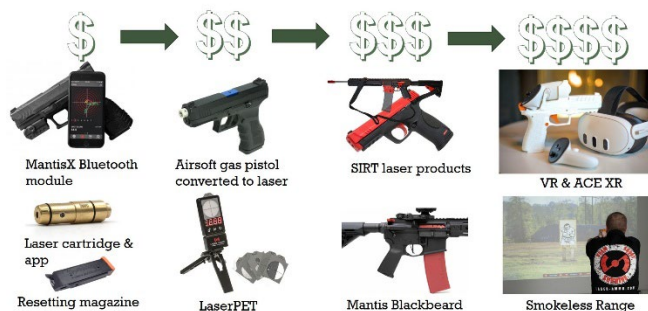 $ $$ $$$ $$$$
MantisX Bluetooth
module
Airsoft gas pistol
converted to laser
SIRT laser products
VR & ACE XR
Laser cartridge &
app
Resetting magazine
LaserPET
Mantis Blackbeard
Smokeless Range